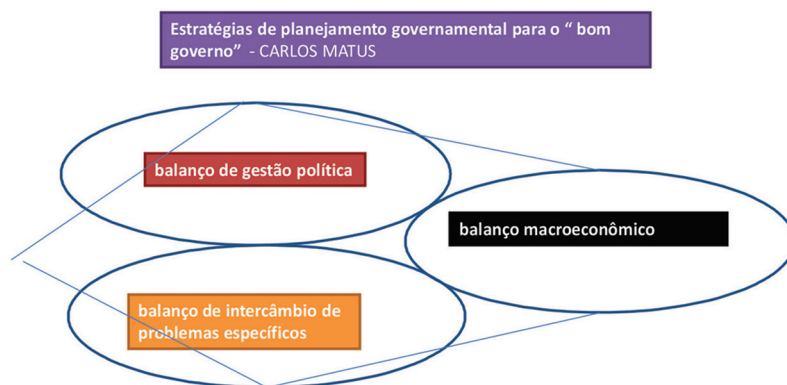 Estratégias de planejamento governamental para o “ bom
governo” - CARLOS MATUS
balanço de gestão política
balanço macroeconômico
balanço de intercâmbio de
problemas específicos